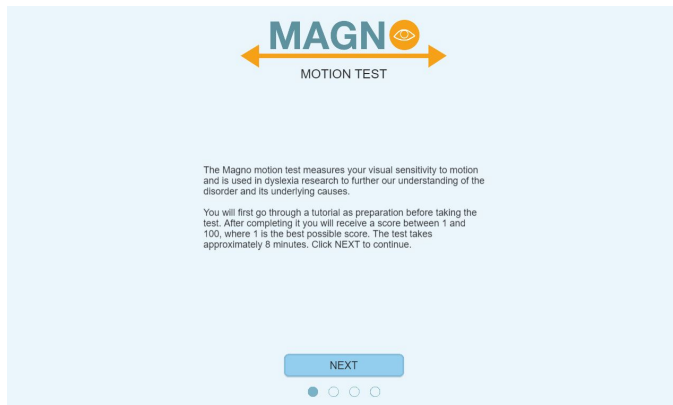 MAGNO
MOTION TEST
The Magno motion test measures your visual sensitivity to motion
and is used in dyslexia research to further our understanding of the
disorder and its underlying causes.
You will first go through a tutorial as preparation before taking the
test. After completing it you will receive a score between 1 and
100, where 1 is the best possible score. The test takes
approximately 8 minutes. Click NEXT to continue.
NEXT